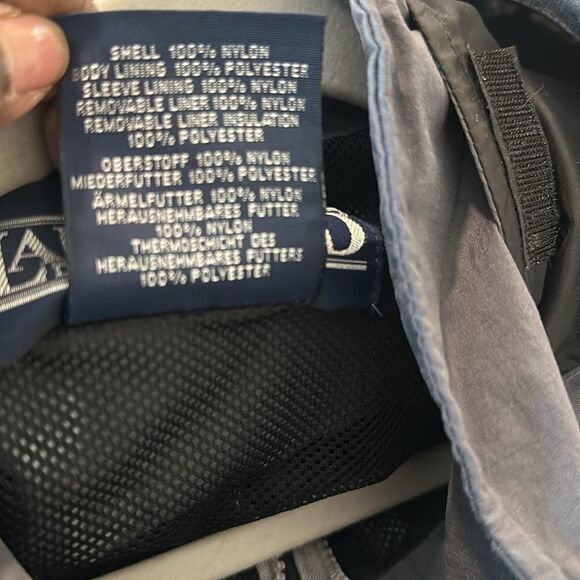 SHELL 100% NYLON
BODY LINING 100% POLYESTER
SLEEVE LINING 100% NYLON
REMOVABLE LINER 100% NYLON
REMOVABLE LINER INSULATION
100% POLYESTER
OBERSTOFF 100% NYLON
MIEDERFUTTER 100% POLYESTER
ÄRMELFUTTER 100% NYLON
HERAUSNEHMBARES FUTTER
100% NYLON
THERMOSCHICHT DES
HERAUSNEHMBARES FUTTERS
100% POLYESTER